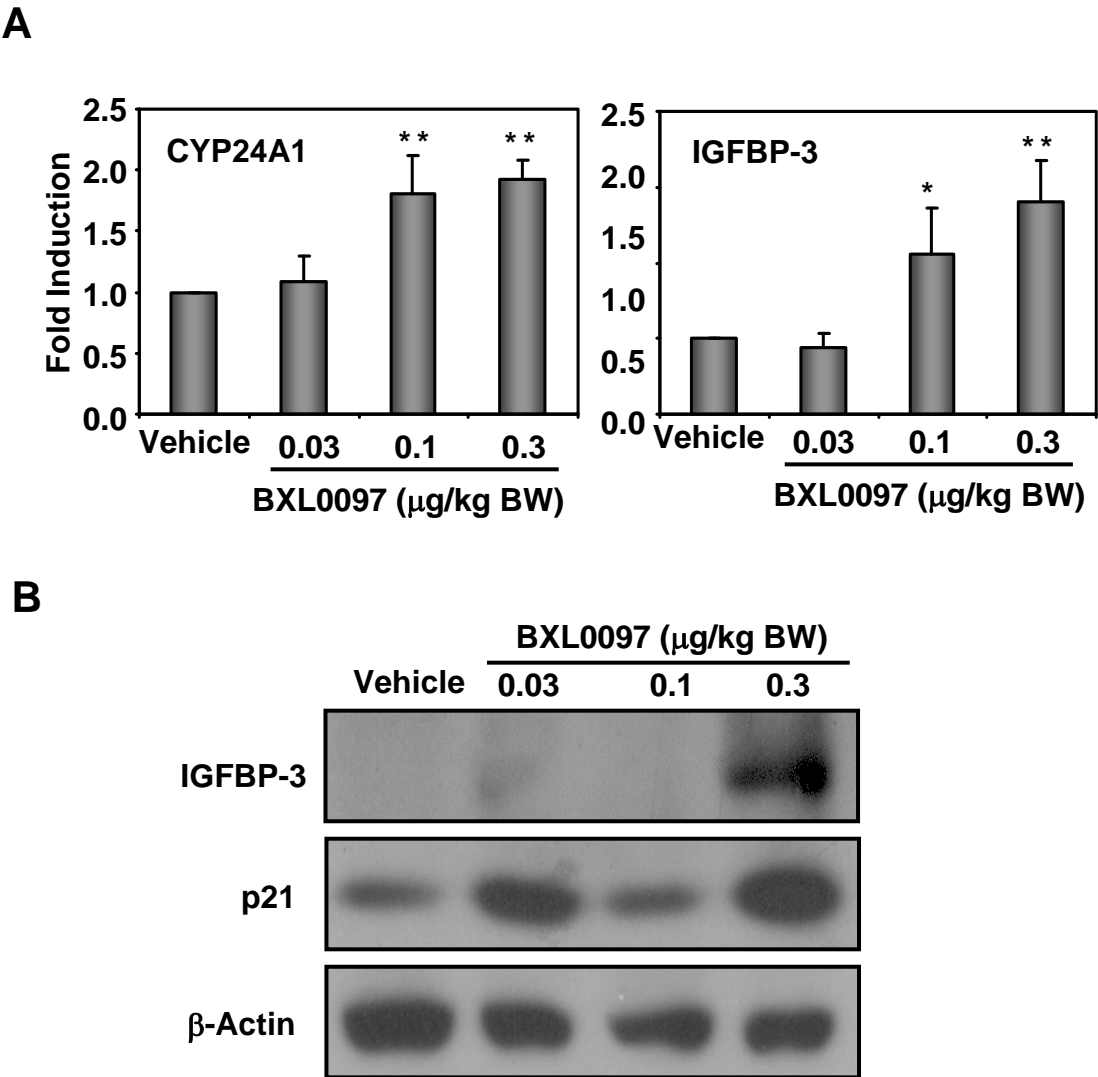 A
Fold Induction
2.5
2.0
1.5
1.0
0.5
0.0
CYP24A1
* *
* *
Vehicle 0.03 0.1 0.3
BXL0097 (μg/kg BW)
2.5
2.0
1.5
1.0
0.5
0.0
IGFBP-3
*
* *
Vehicle 0.03 0.1 0.3
BXL0097 (μg/kg BW)
B
BXL0097 (μg/kg BW)
Vehicle 0.03 0.1 0.3
IGFBP-3
p21
β-Actin